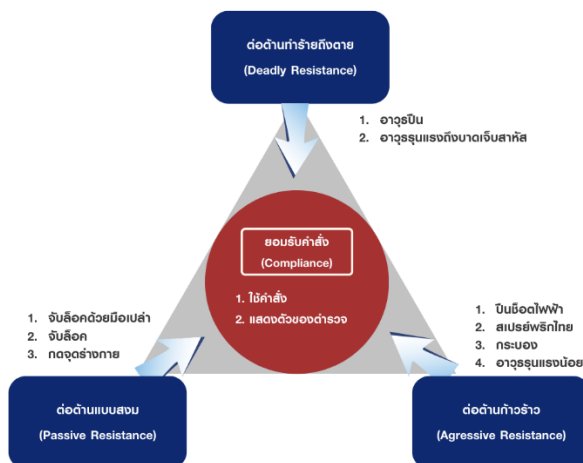 ต่อต้านทำร้ายถึงตาย
(Deadly Resistance)
1. อาวุธปืน
2. อาวุธรุนแรงถึงบาดเจ็บสาหัส
ยอมรับคำสั่ง
(Compliance)
1. ใช้คำสั่ง
2. แสดงตัวของตำรวจ
1. จับล็อคด้วยมือเปล่า
2. จับล็อค
3. กดจุดร่างกาย
1. ปืนช็อตไฟฟ้า
2. สเปรย์พริกไทย
3. กระบอง
4. อาวุธรุนแรงน้อย
ต่อต้านแบบสงบ
(Passive Resistance)
ต่อต้านก้าวร้าว
(Agressive Resistance)